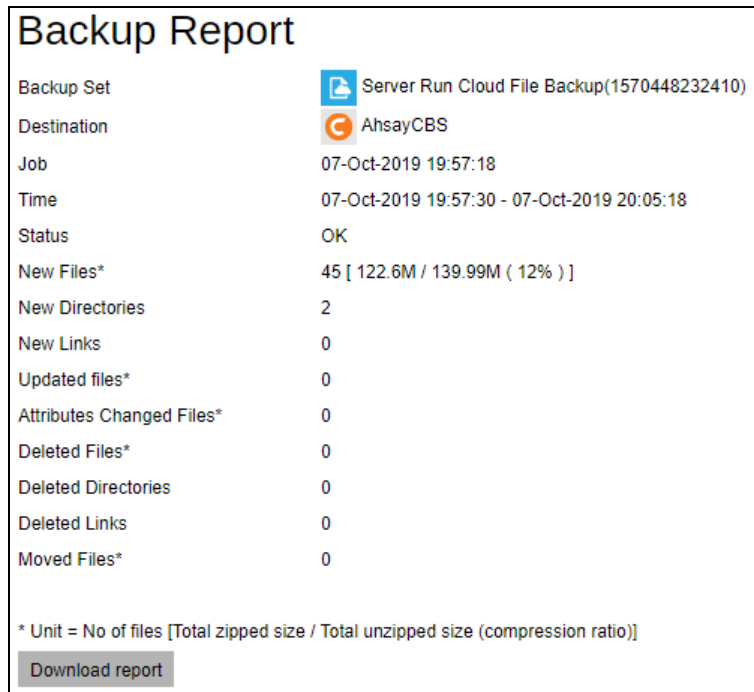 Backup Report
Backup Set Server Run Cloud File Backup(1570448232410)
Destination AhsayCBS
Job 07-Oct-2019 19:57:18
Time 07-Oct-2019 19:57:30 - 07-Oct-2019 20:05:18
Status OK
New Files* 45 [ 122.6M / 139.99M ( 12% ) ]
New Directories 2
New Links 0
Updated files* 0
Attributes Changed Files* 0
Deleted Files* 0
Deleted Directories 0
Deleted Links 0
Moved Files* 0
* Unit = No of files [Total zipped size / Total unzipped size (compression ratio)]
Download report